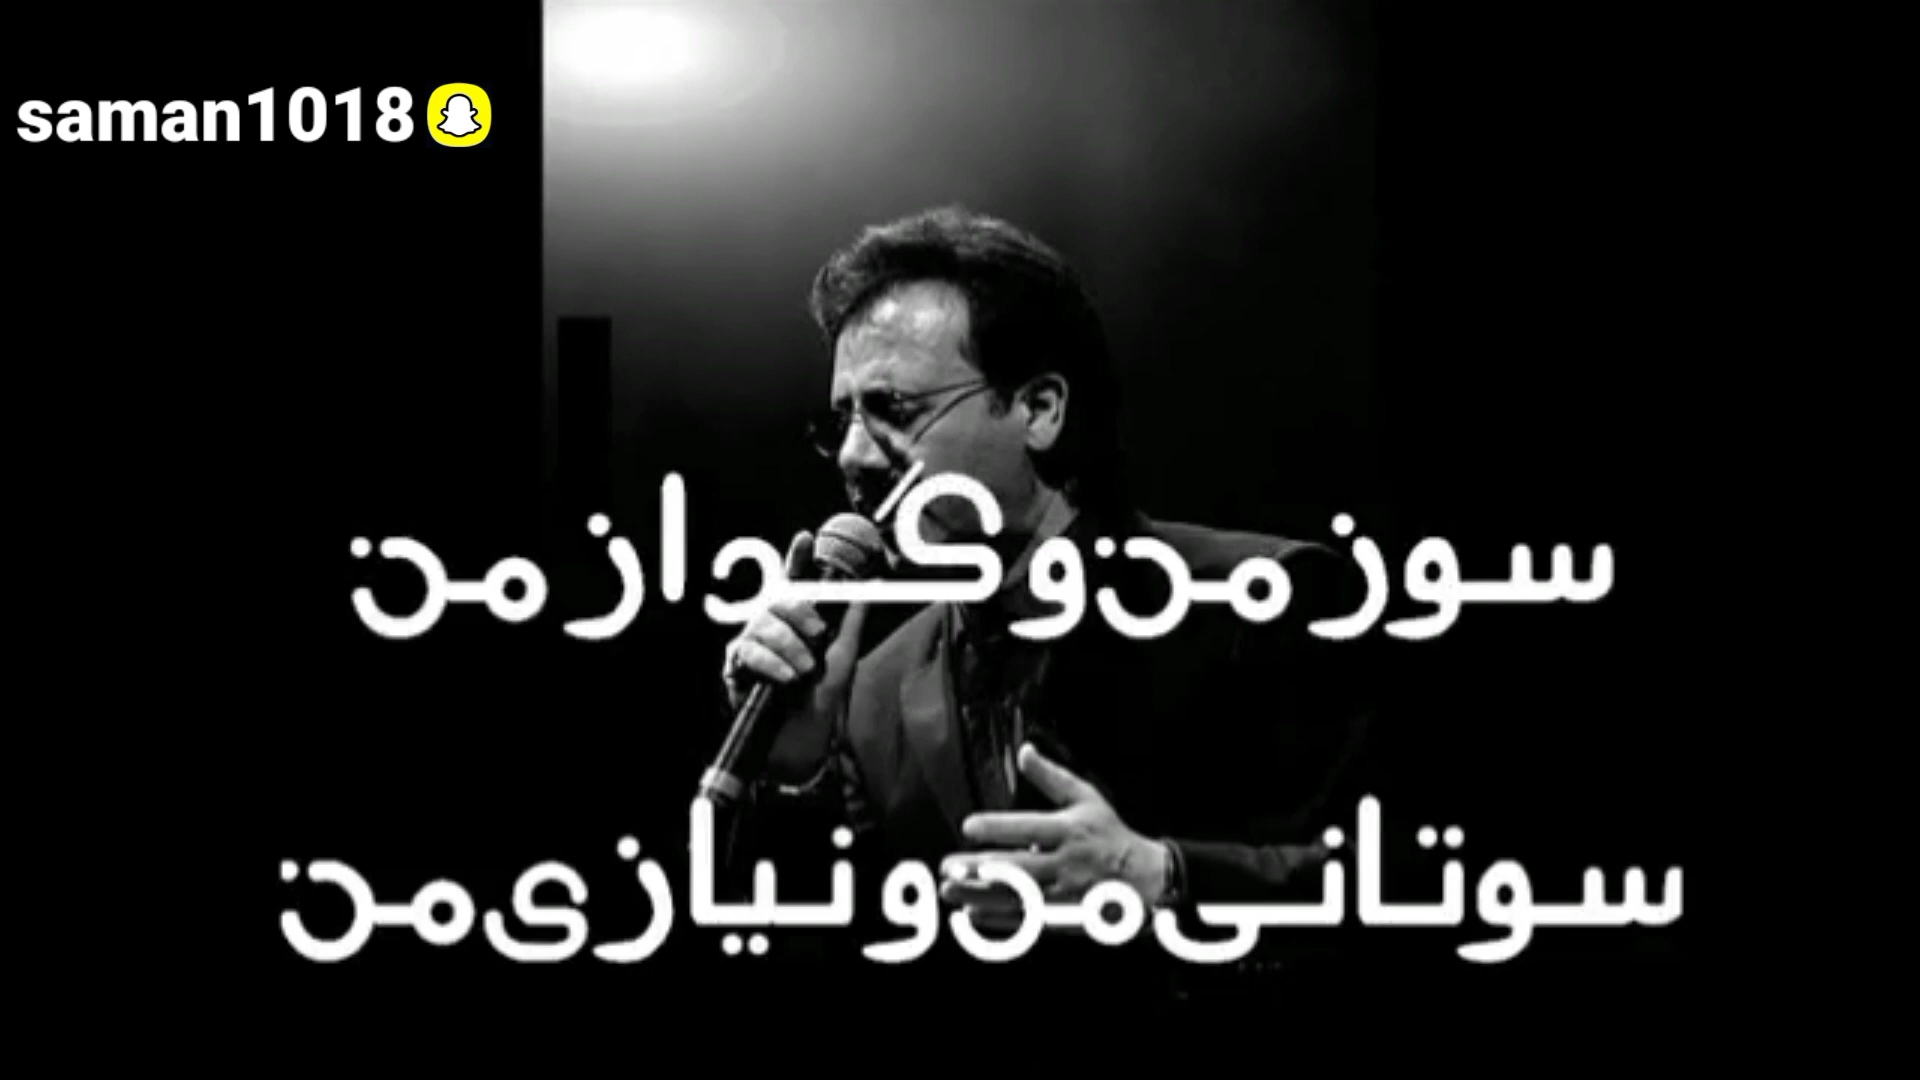 saman1018
سوز من و گداز من
سوتانی من و نیازی من